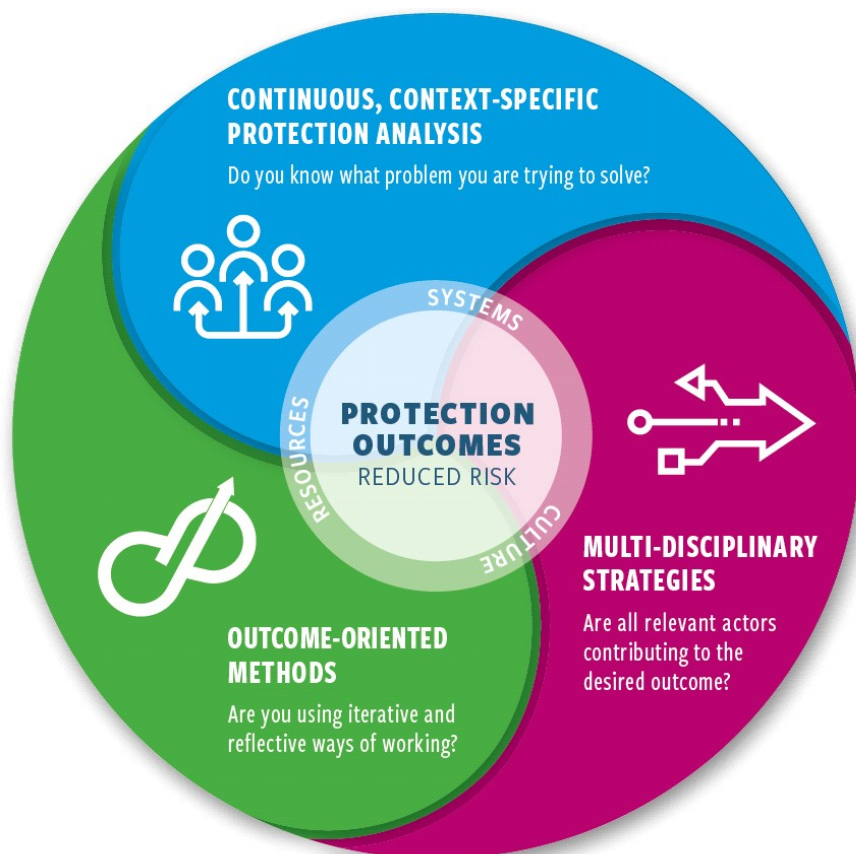 CONTINUOUS, CONTEXT-SPECIFIC
PROTECTION ANALYSIS
Do you know what problem you are trying to solve?
SYSTEMS
RESOURCES
PROTECTION
OUTCOMES
REDUCED RISK
CULTURE
MULTI-DISCIPLINARY
STRATEGIES
Are all relevant actors
contributing to the
desired outcome?
OUTCOME-ORIENTED
METHODS
Are you using iterative and
reflective ways of working?